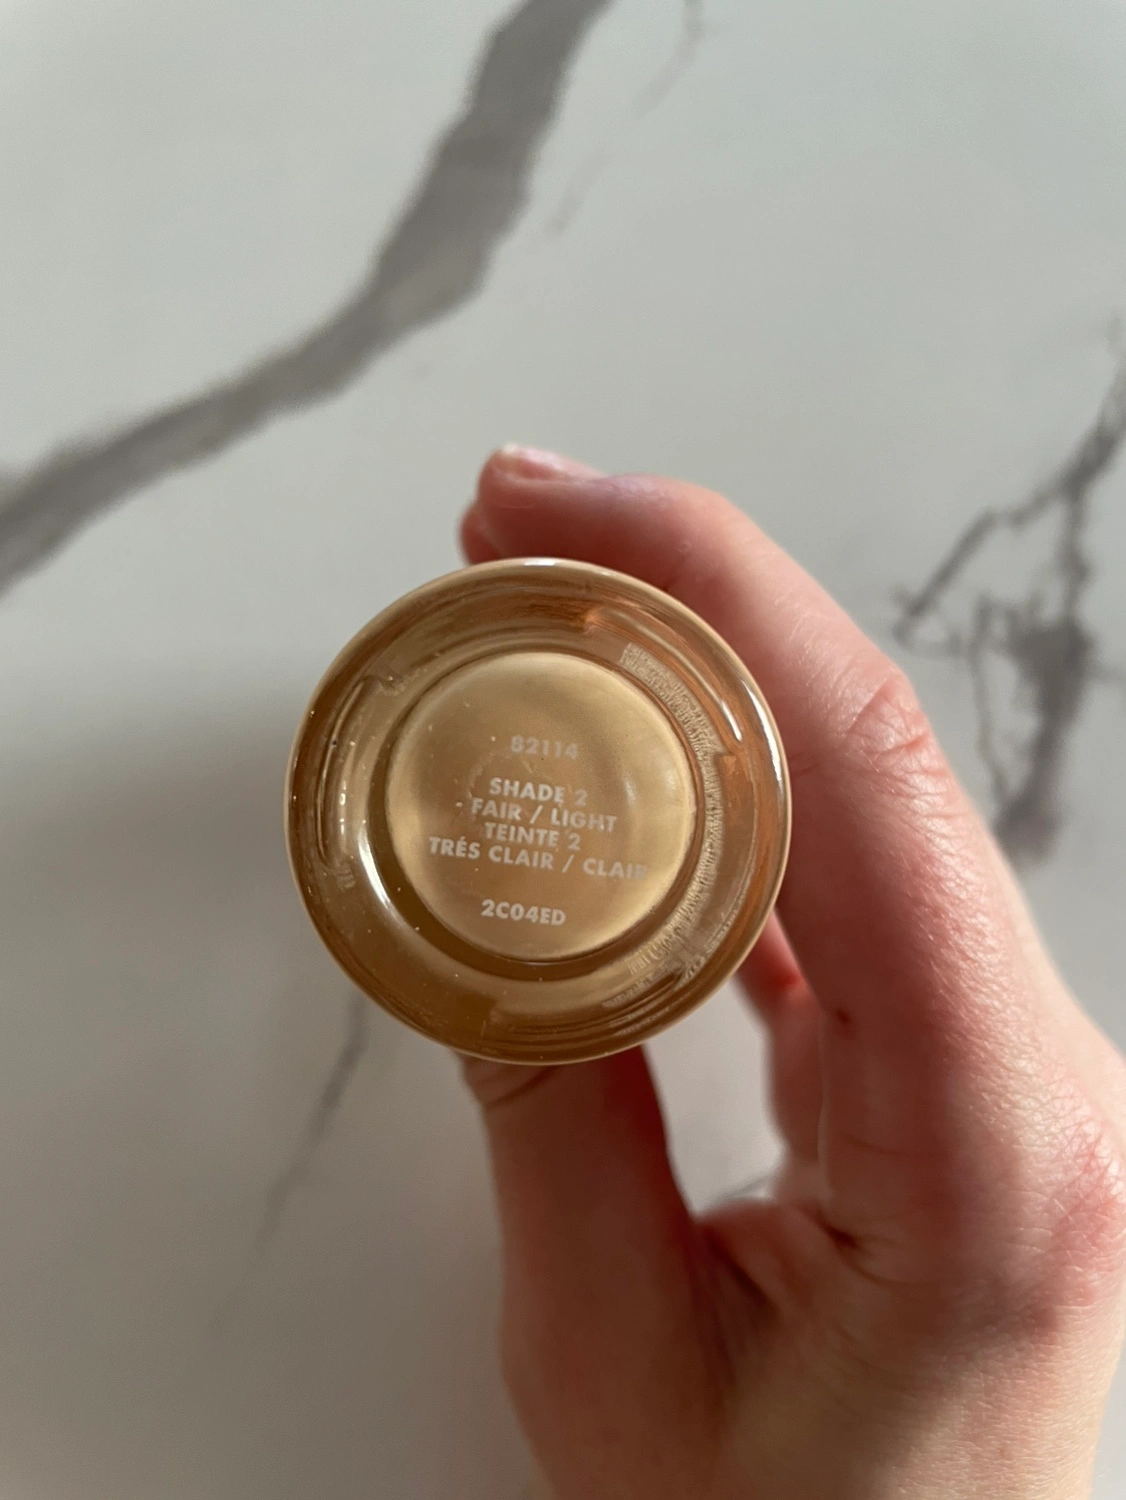 82114
SHADE 2
FAIR / LIGHT
TEINTE 2
TRÉS CLAIR / CLAIR
2C04ED